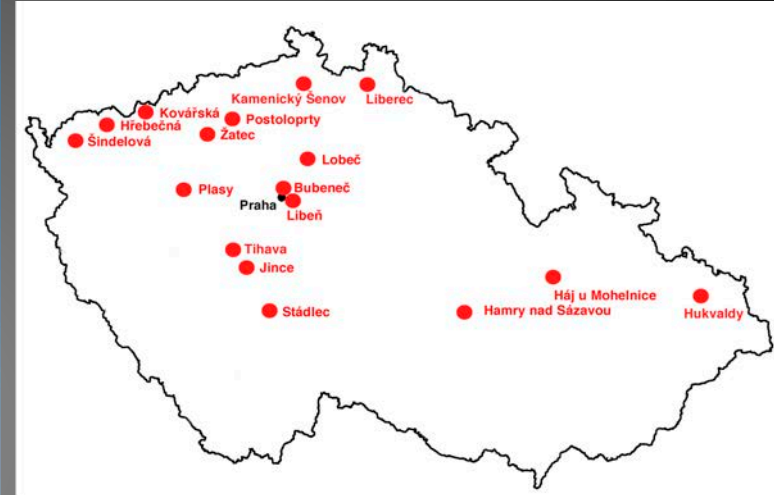 Kamenický Šenov
Liberec
Kovářská
Hřebečná
Postoloprty
Šindelová
Žatec
Lobeč
Plasy
Bubeneč
Praha
Libeň
Tihava
Jince
Háj u Mohelnice
Stádlec
Hamry nad Sázavou
Hukvaldy